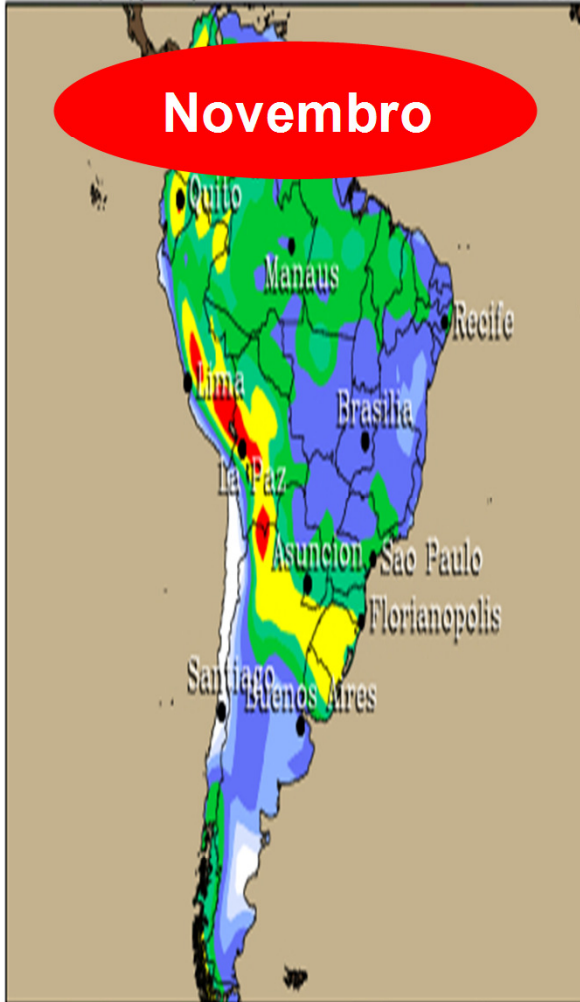 Novembro
Quito
Manaus
Recife
Lima
Brasilia
La Paz
Asuncion
Sao Paulo
Florianopolis
Santiago
Buenos Aires